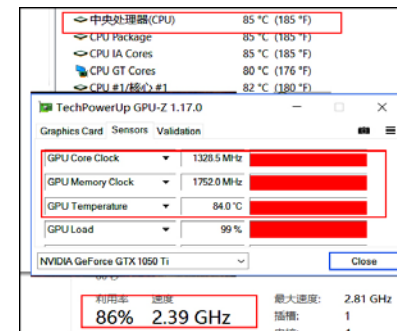 中央处理器(CPU) 85 °C (185 °F)
CPU Package 85 °C (185 °F)
CPU IA Cores 85 °C (185 °F)
CPU GT Cores 80 °C (176 °F)
CPU #1/核心 #1 82 °C (180 °F)
TechPowerUp GPU-Z 1.17.0
Graphics Card Sensors Validation
GPU Core Clock 1328.5 MHz
GPU Memory Clock 1752.0 MHz
GPU Temperature 84.0 °C
GPU Load 99 %
NVIDIA GeForce GTX 1050 Ti Close
利用率 速度 最大速度: 2.81 GHz
86% 2.39 GHz 插槽: 1